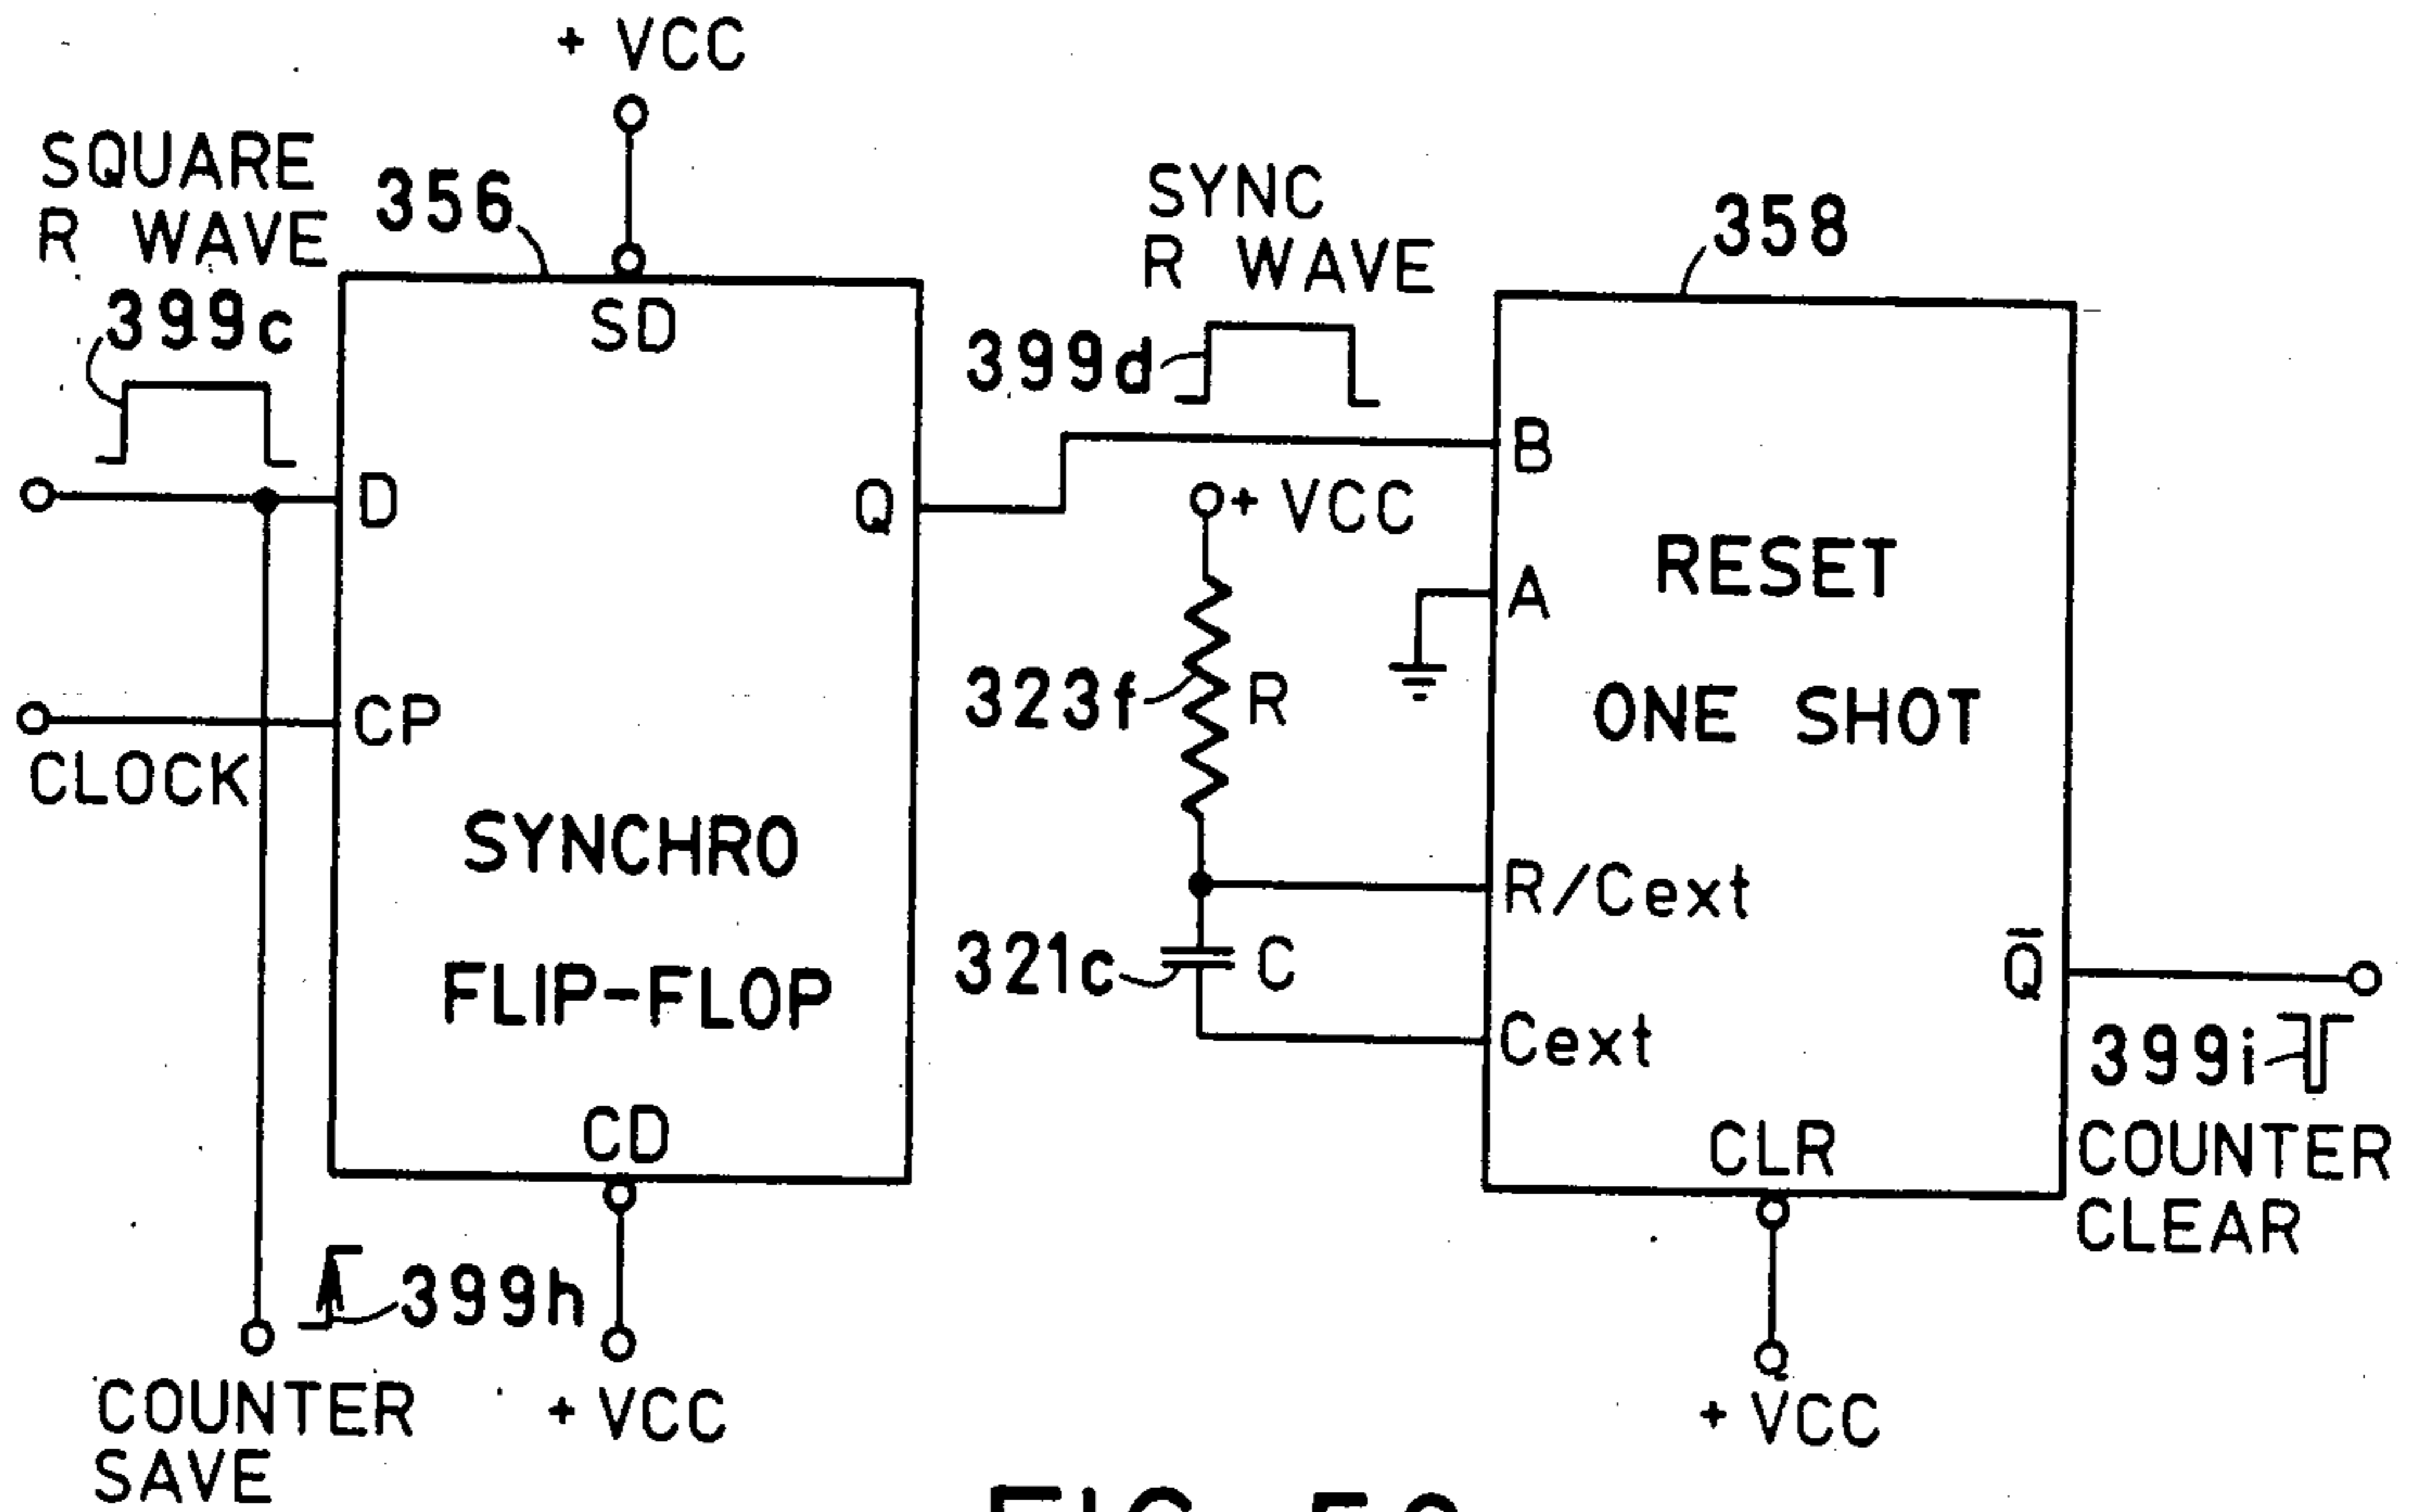 + VCC
SQUARE
R WAVE
356
399c
SD
D
Q
CP
CLOCK
SYNCHRO
FLIP-FLOP
CD
399h
COUNTER
SAVE
+ VCC
SYNC
R WAVE
399d
358
B
+ VCC
A
RESET
ONE SHOT
323f
R
R/Cext
321c
C
Cext
Q̅
399i
COUNTER
CLEAR
CLR
+ VCC